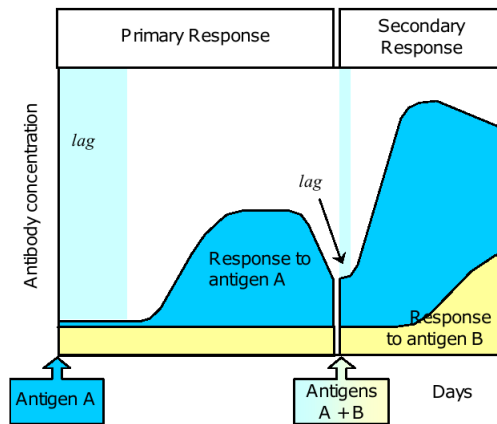 Primary Response
Secondary
Response
Antibody concentration
lag
lag
Response to
antigen A
Response
to antigen B
Antigen A
Antigens
A + B
Days